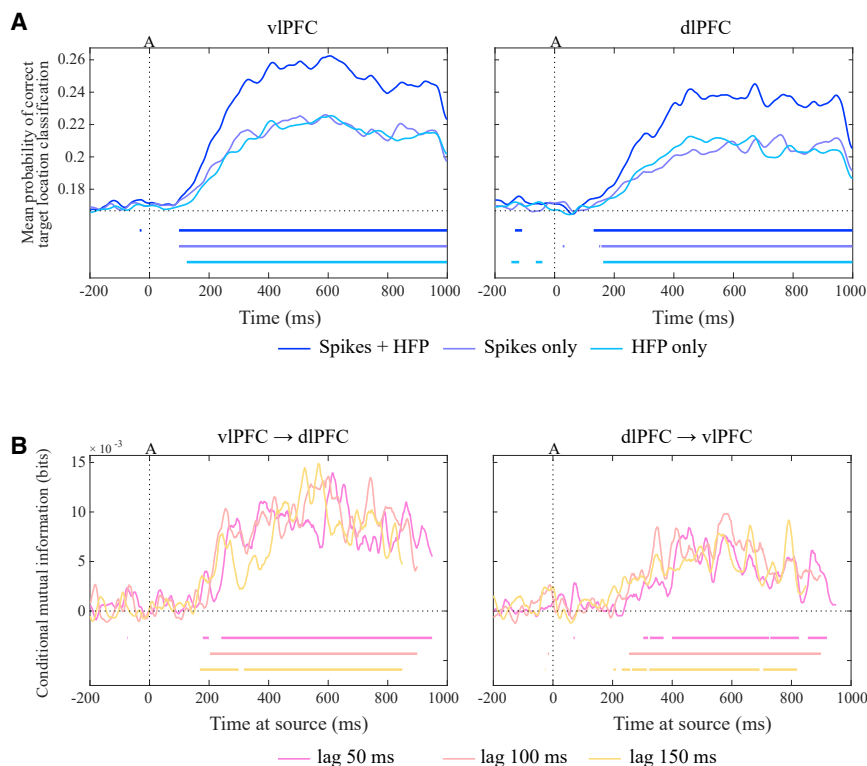 A
vlPFC
dlPFC
A
A
Mean probability of correct
target location classification
0.26
0.22
0.2
0.18
-200 0 200 400 600 800 1000
-200 0 200 400 600 800 1000
Time (ms)
Time (ms)
Spikes + HFP Spikes only HFP only
B
vlPFC → dlPFC
dlPFC → vlPFC
× 10 -3
A
A
Conditional mutual information (bits)
15
10
5
0
-200 0 200 400 600 800 1000
-200 0 200 400 600 800 1000
Time at source (ms)
Time at source (ms)
lag 50 ms lag 100 ms lag 150 ms